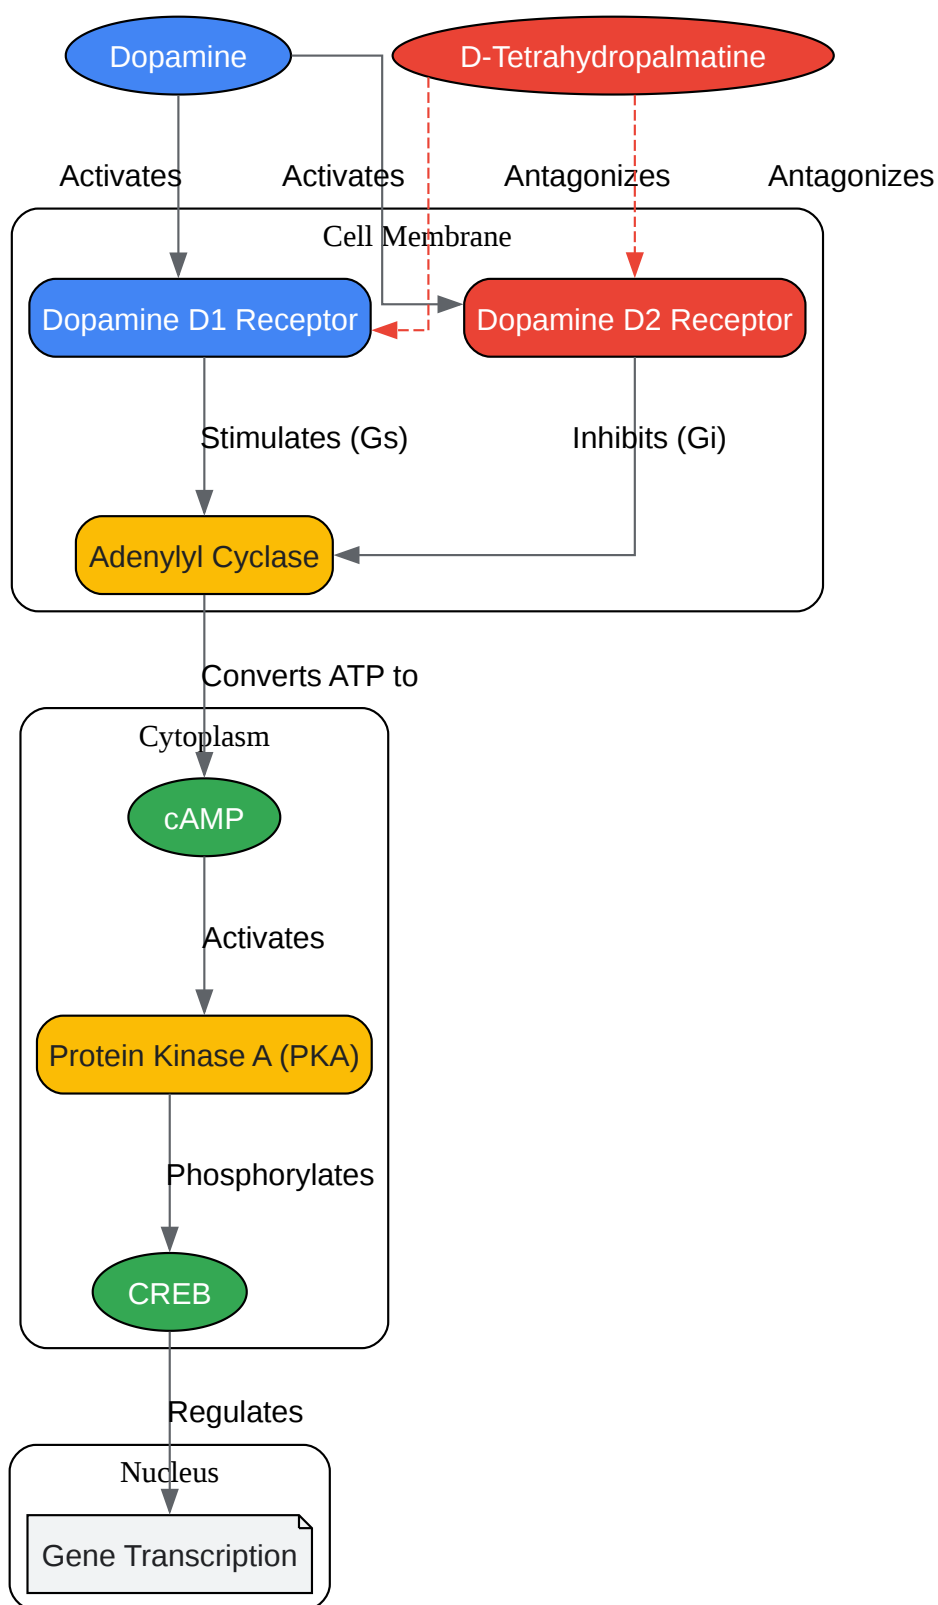 Dopamine
D-Tetrahydropalmatine
Activates
Activates
Antagonizes
Antagonizes
Cell Membrane
Dopamine D1 Receptor
Dopamine D2 Receptor
Stimulates (Gs)
Inhibits (Gi)
Adenylyl Cyclase
Converts ATP to
Cytoplasm
cAMP
Activates
Protein Kinase A (PKA)
Phosphorylates
CREB
Regulates
Nucleus
Gene Transcription